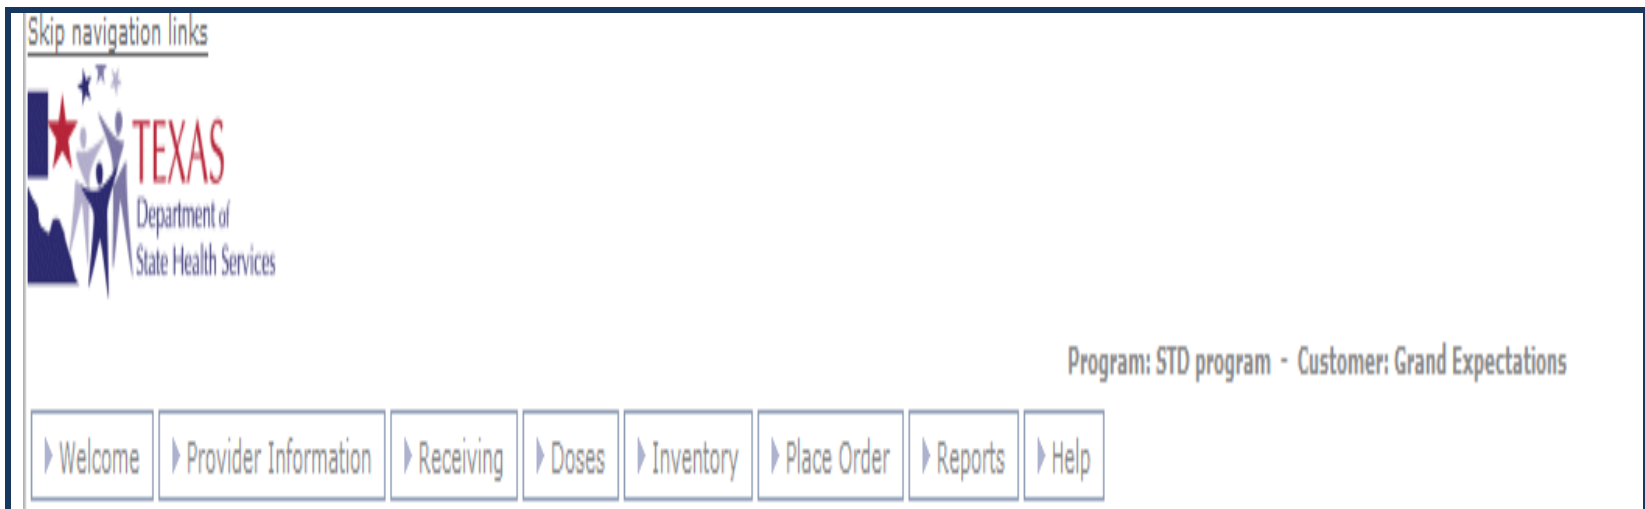 Skip navigation links
TEXAS
Department of
State Health Services
Program: STD program - Customer: Grand Expectations
Welcome Provider Information Receiving Doses Inventory Place Order Reports Help